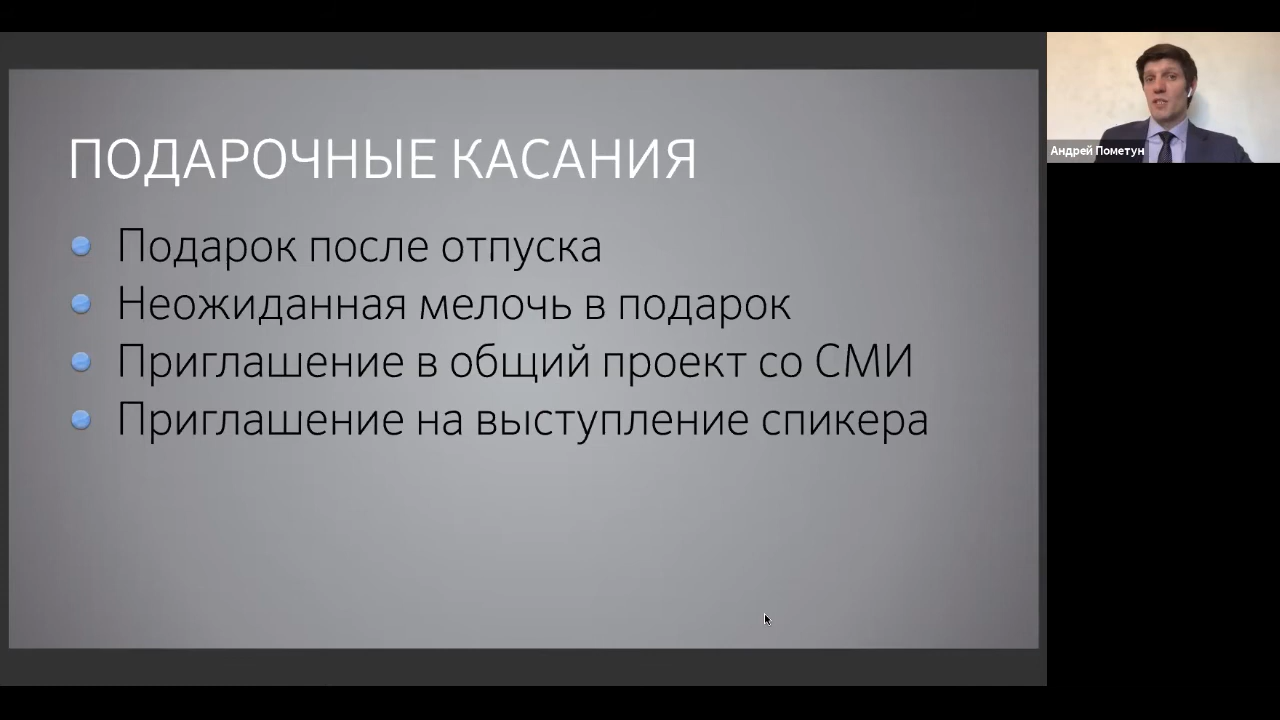 ПОДАРОЧНЫЕ КАСАНИЯ
Подарок после отпуска
Неожиданная мелочь в подарок
Приглашение в общий проект со СМИ
Приглашение на выступление спикера
Андрей Пометун